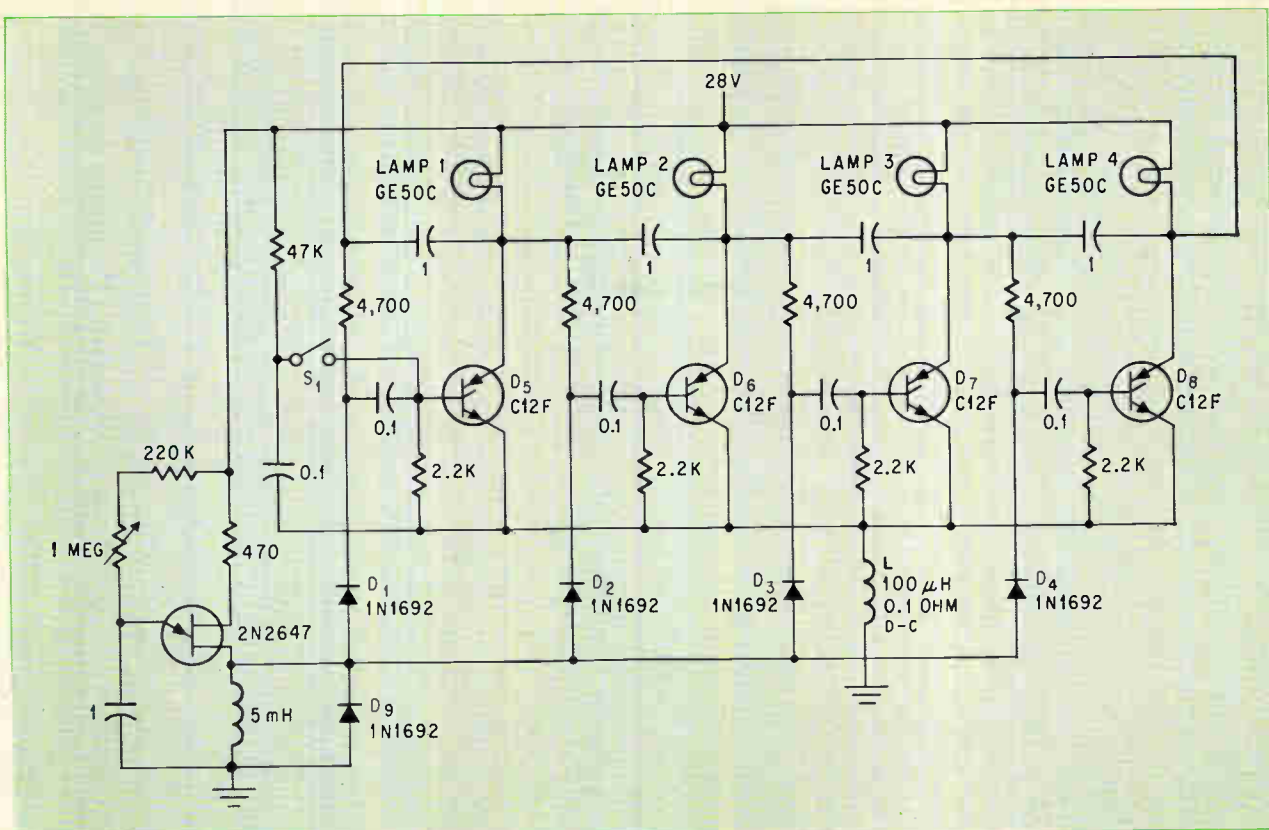 28V
LAMP 1
GE50C
LAMP 2
GE50C
LAMP 3
GE50C
LAMP 4
GE50C
47K
1
1
1
1
4,700
4,700
4,700
4,700
S1
0.1
D5
C12F
0.1
D6
C12F
0.1
D7
C12F
0.1
D8
C12F
220K
0.1
2.2K
2.2K
2.2K
2.2K
1 MEG
470
D1
1N1692
D2
1N1692
D3
1N1692
L
100 μH
0.1 OHM
D-C
D4
1N1692
2N2647
1
5 mH
D9
1N1692